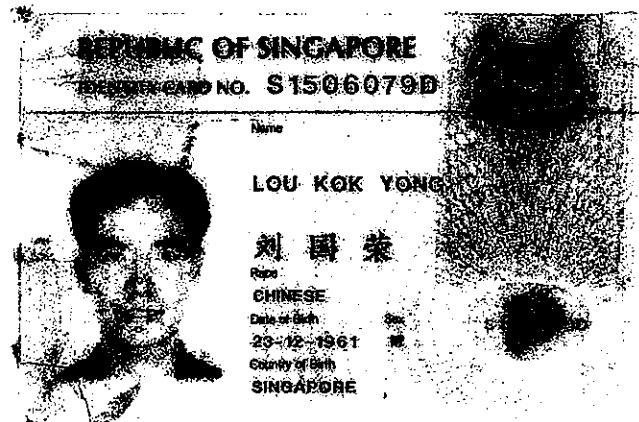 REPUBLIC OF SINGAPORE
IDENTITY CARD NO. S1506079D
Name
LOU KOK YONG
刘国荣
Race
CHINESE
Date of Birth Sex
23-12-1961 M
Country of Birth
SINGAPORE